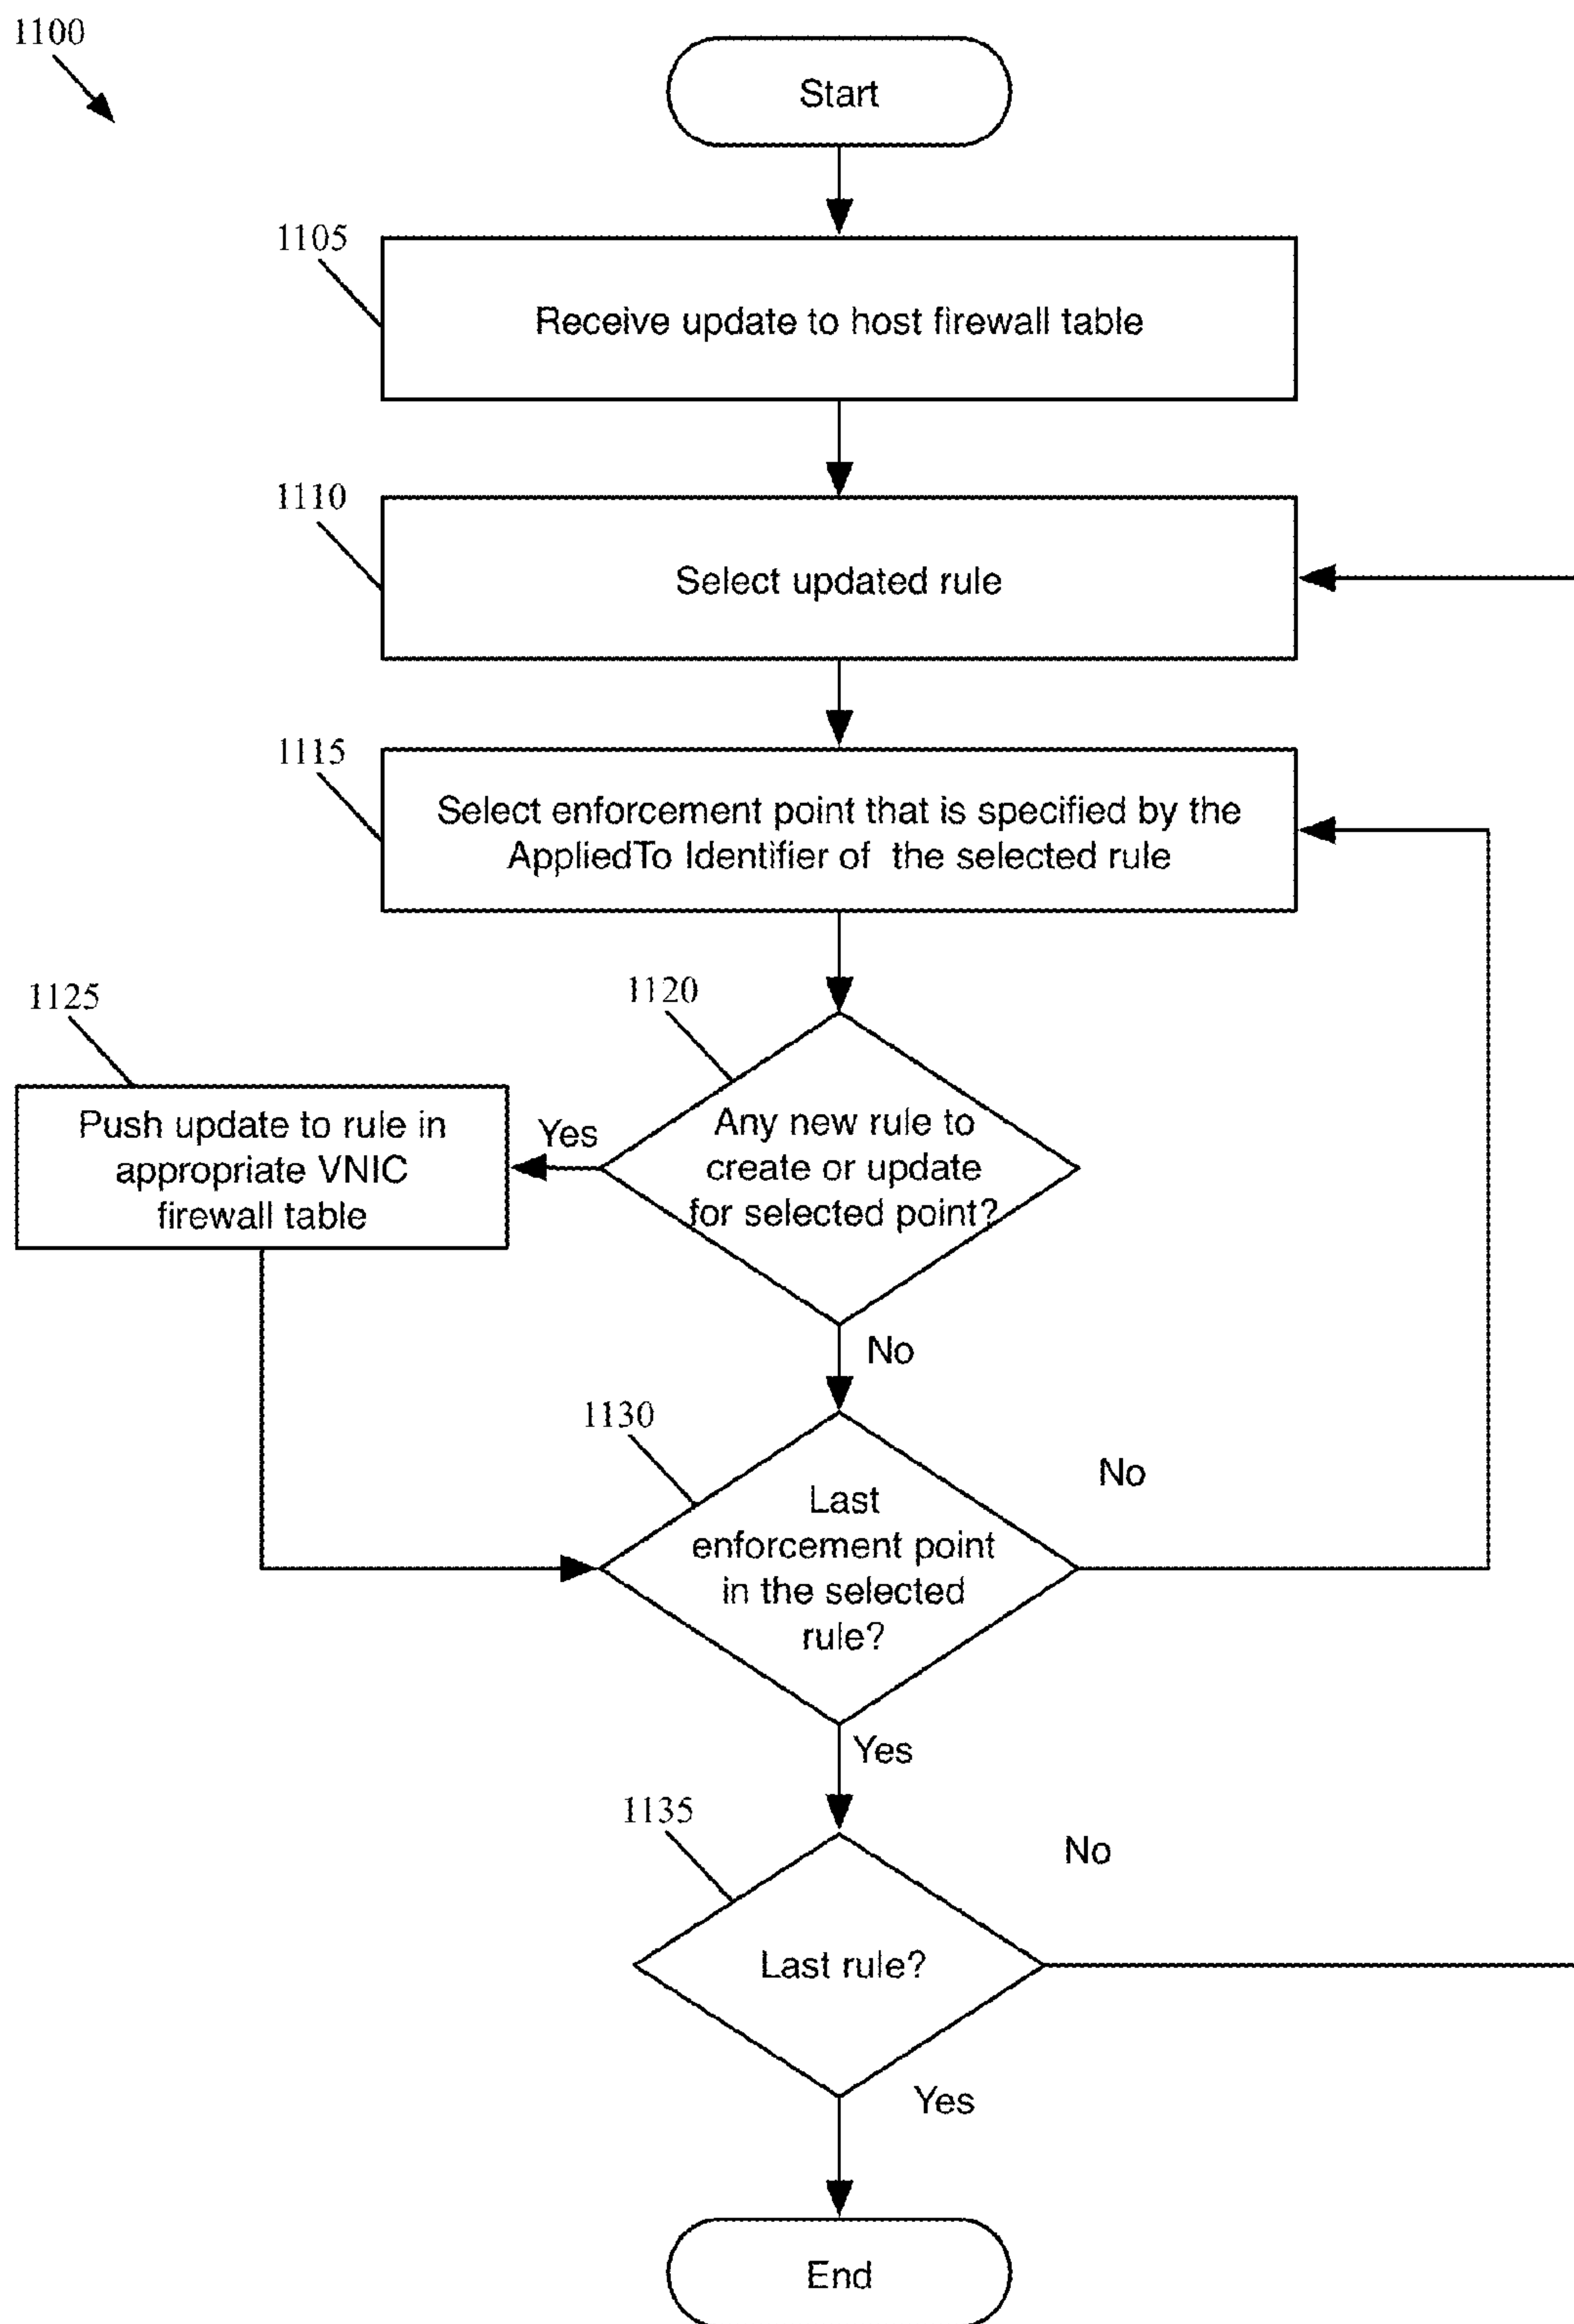 1100
Start
1105
Receive update to host firewall table
1110
Select updated rule
1115
Select enforcement point that is specified by the
AppliedTo Identifier of the selected rule
1120
Any new rule to
create or update
for selected point?
Yes
1125
Push update to rule in
appropriate VNIC
firewall table
No
1130
Last
enforcement point
in the selected
rule?
No
Yes
1135
Last rule?
No
Yes
End